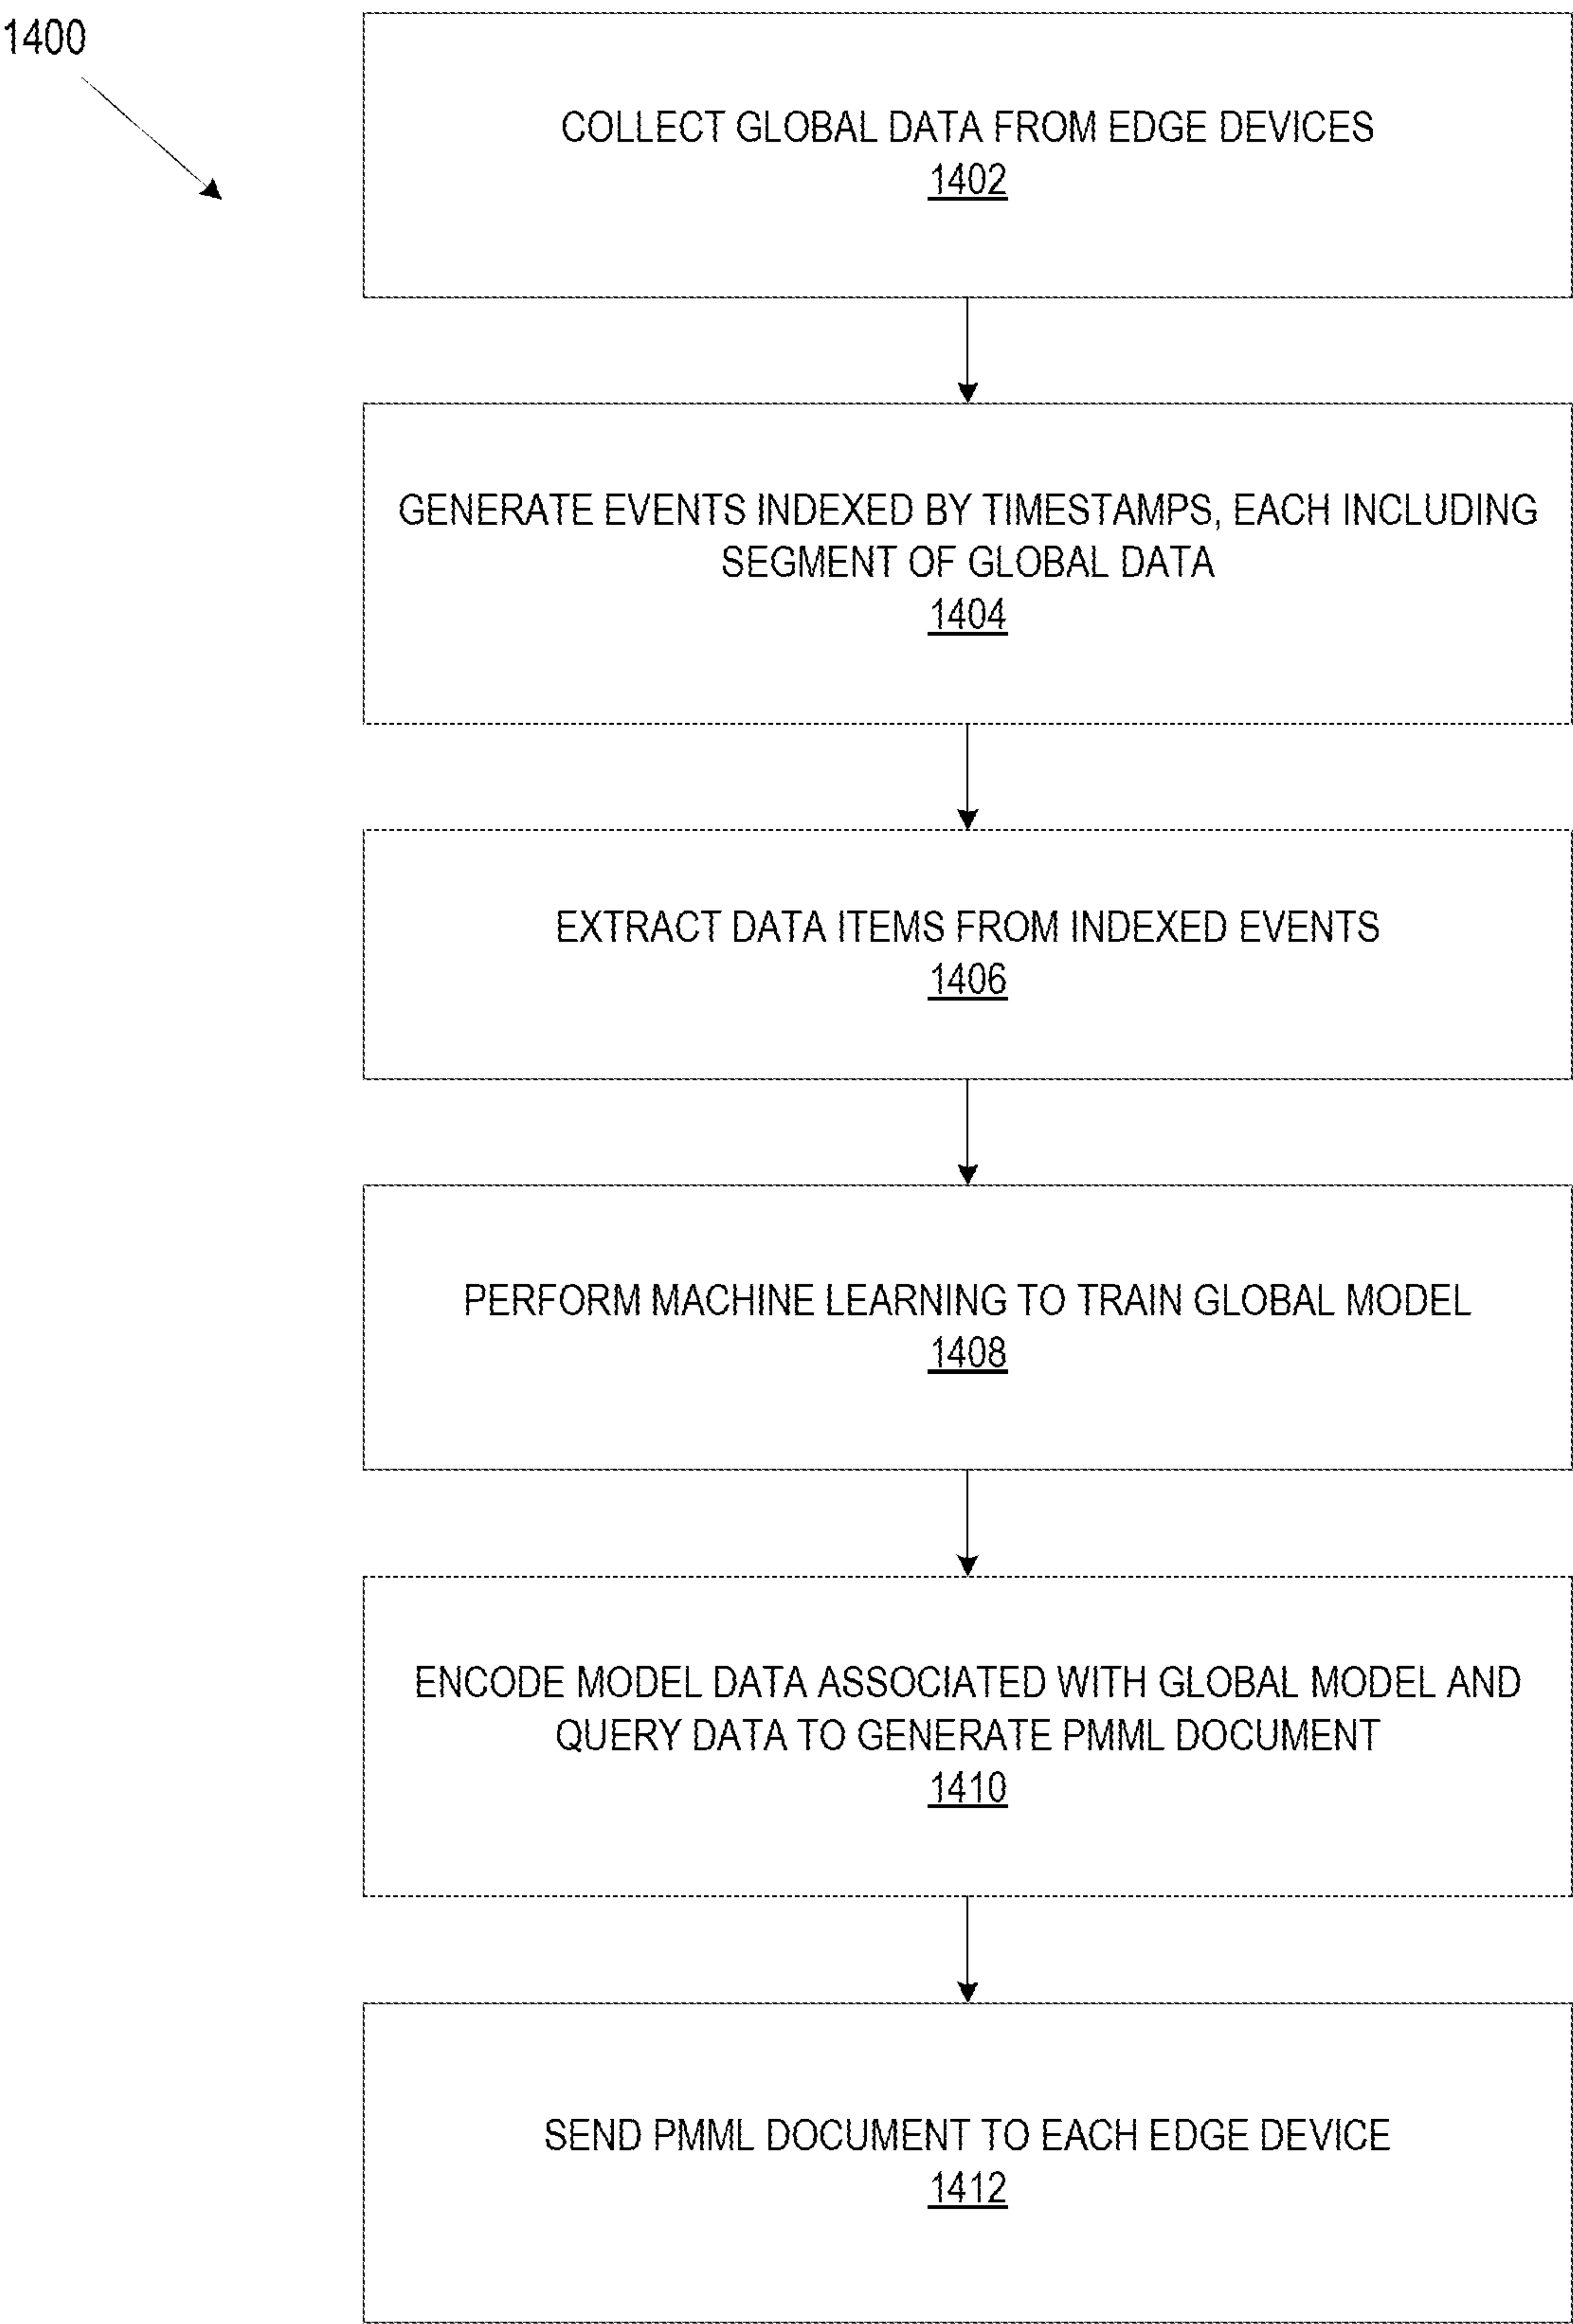 1400
COLLECT GLOBAL DATA FROM EDGE DEVICES
1402
GENERATE EVENTS INDEXED BY TIMESTAMPS, EACH INCLUDING
SEGMENT OF GLOBAL DATA
1404
EXTRACT DATA ITEMS FROM INDEXED EVENTS
1406
PERFORM MACHINE LEARNING TO TRAIN GLOBAL MODEL
1408
ENCODE MODEL DATA ASSOCIATED WITH GLOBAL MODEL AND
QUERY DATA TO GENERATE PMML DOCUMENT
1410
SEND PMML DOCUMENT TO EACH EDGE DEVICE
1412